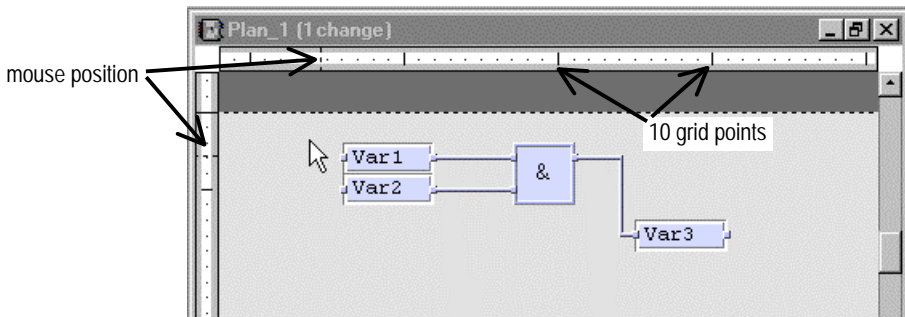 Plan_1 (1 change)
mouse position
10 grid points
Var1
&
Var2
Var3